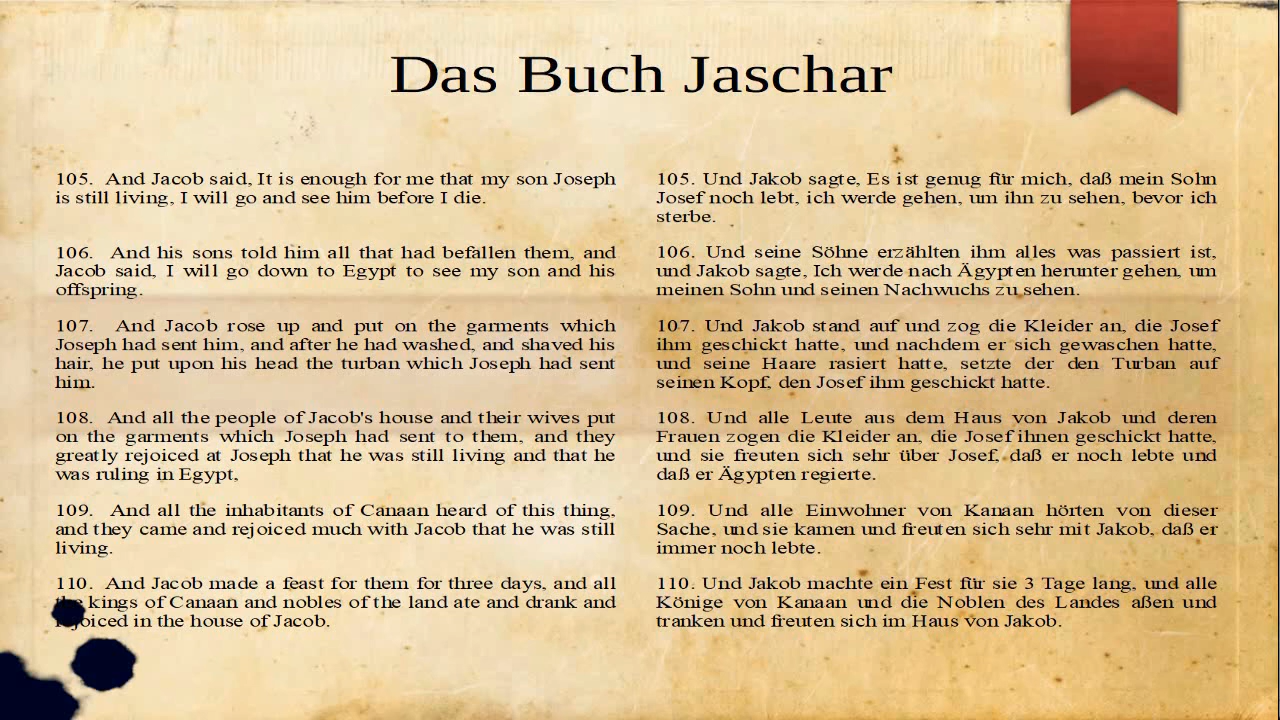 Das Buch Jaschar
105. And Jacob said, It is enough for me that my son Joseph
is still living, I will go and see him before I die.
106. And his sons told him all that had befallen them, and
Jacob said, I will go down to Egypt to see my son and his
offspring.
107. And Jacob rose up and put on the garments which
Joseph had sent him, and after he had washed, and shaved his
hair, he put upon his head the turban which Joseph had sent
him.
108. And all the people of Jacob's house and their wives put
on the garments which Joseph had sent to them, and they
greatly rejoiced at Joseph that he was still living and that he
was ruling in Egypt,
109. And all the inhabitants of Canaan heard of this thing,
and they came and rejoiced much with Jacob that he was still
living.
110. And Jacob made a feast for them for three days, and all
the kings of Canaan and nobles of the land ate and drank and
rejoiced in the house of Jacob.
105. Und Jakob sagte, Es ist genug für mich, daß mein Sohn
Josef noch lebt, ich werde gehen, um ihn zu sehen, bevor ich
sterbe.
106. Und seine Söhne erzählten ihm alles was passiert ist,
und Jakob sagte, Ich werde nach Ägypten herunter gehen, um
meinen Sohn und seinen Nachwuchs zu sehen.
107. Und Jakob stand auf und zog die Kleider an, die Josef
ihm geschickt hatte, und nachdem er sich gewaschen hatte,
und seine Haare rasiert hatte, setzte der den Turban auf
seinen Kopf, den Josef ihm geschickt hatte.
108. Und alle Leute aus dem Haus von Jakob und deren
Frauen zogen die Kleider an, die Josef ihnen geschickt hatte,
und sie freuten sich sehr über Josef, daß er noch lebte und
daß er Ägypten regierte.
109. Und alle Einwohner von Kanaan hörten von dieser
Sache, und sie kamen und freuten sich sehr mit Jakob, daß er
immer noch lebte.
110. Und Jakob machte ein Fest für sie 3 Tage lang, und alle
Könige von Kanaan und die Noblen des Landes aßen und
tranken und freuten sich im Haus von Jakob.